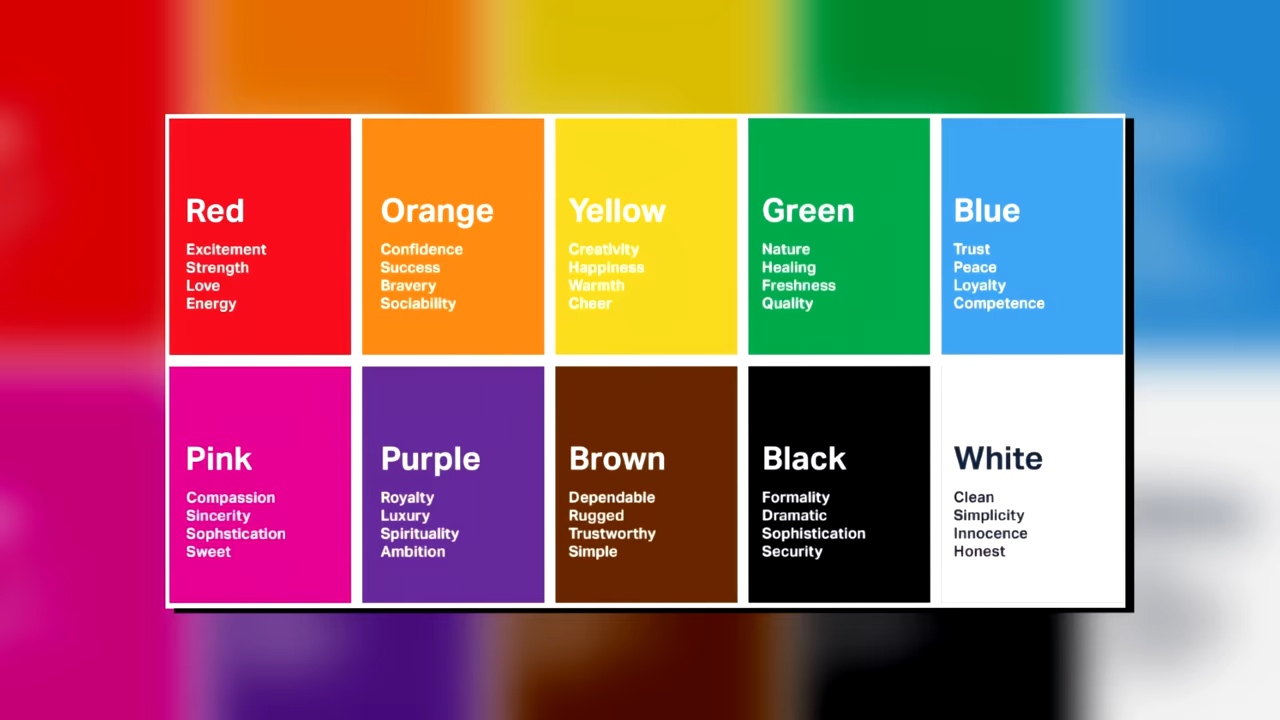 Red
Excitement
Strength
Love
Energy
Orange
Confidence
Success
Bravery
Sociability
Yellow
Creativity
Happiness
Warmth
Cheer
Green
Nature
Healing
Freshness
Quality
Blue
Trust
Peace
Loyalty
Competence
Pink
Compassion
Sincerity
Sophstication
Sweet
Purple
Royalty
Luxury
Spirituality
Ambition
Brown
Dependable
Rugged
Trustworthy
Simple
Black
Formality
Dramatic
Sophistication
Security
White
Clean
Simplicity
Innocence
Honest